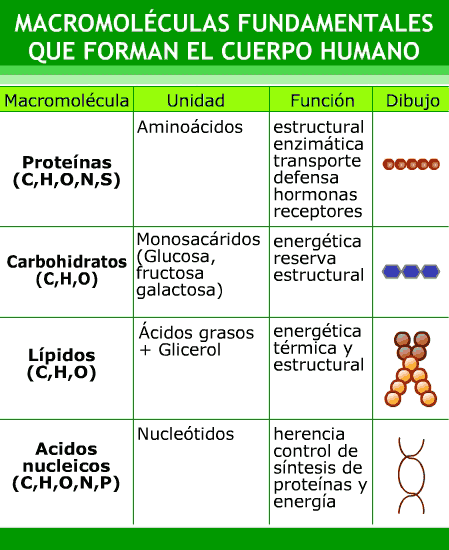 MACROMOLÉCULAS FUNDAMENTALES
QUE FORMAN EL CUERPO HUMANO
Macromolécula Unidad Función Dibujo
Proteínas
(C,H,O,N,S)
Aminoácidos
estructural
enzimática
transporte
defensa
hormonas
receptores
Carbohidratos
(C,H,O)
Monosacáridos
(Glucosa,
fructosa
galactosa)
energética
reserva
estructural
Lípidos
(C,H,O)
Ácidos grasos
+ Glicerol
energética
térmica y
estructural
Acidos
nucleicos
(C,H,O,N,P)
Nucleótidos
herencia
control de
síntesis de
proteínas y
energía